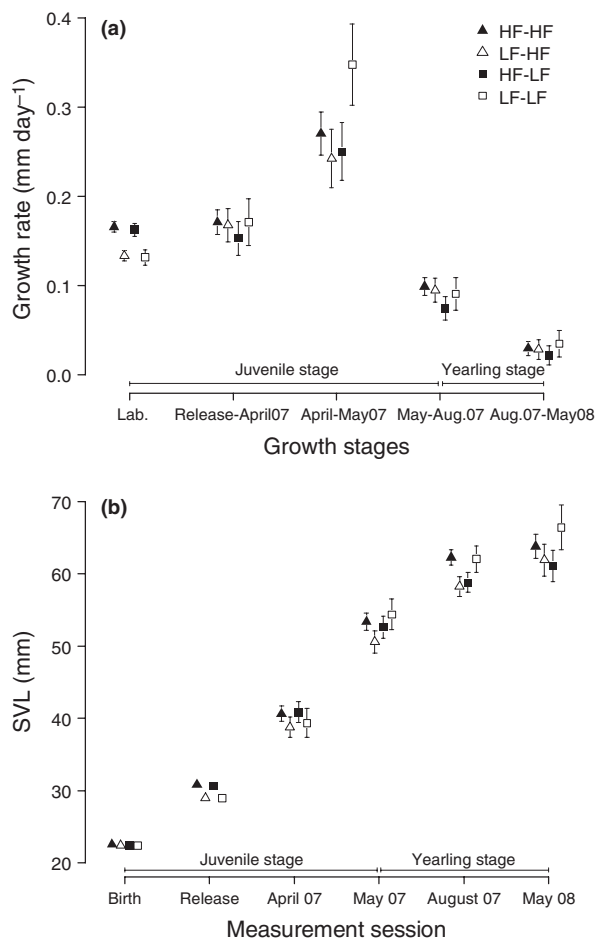 (a)
HF-HF
LF-HF
HF-LF
LF-LF
Growth rate (mm day⁻¹)
0.4
0.3
0.2
0.1
0.0
Juvenile stage
Yearling stage
Lab.
Release-April07
April-May07
May-Aug.07
Aug.07-May08
Growth stages
(b)
SVL (mm)
70
60
50
40
30
20
Juvenile stage
Yearling stage
Birth
Release
April 07
May 07
August 07
May 08
Measurement session